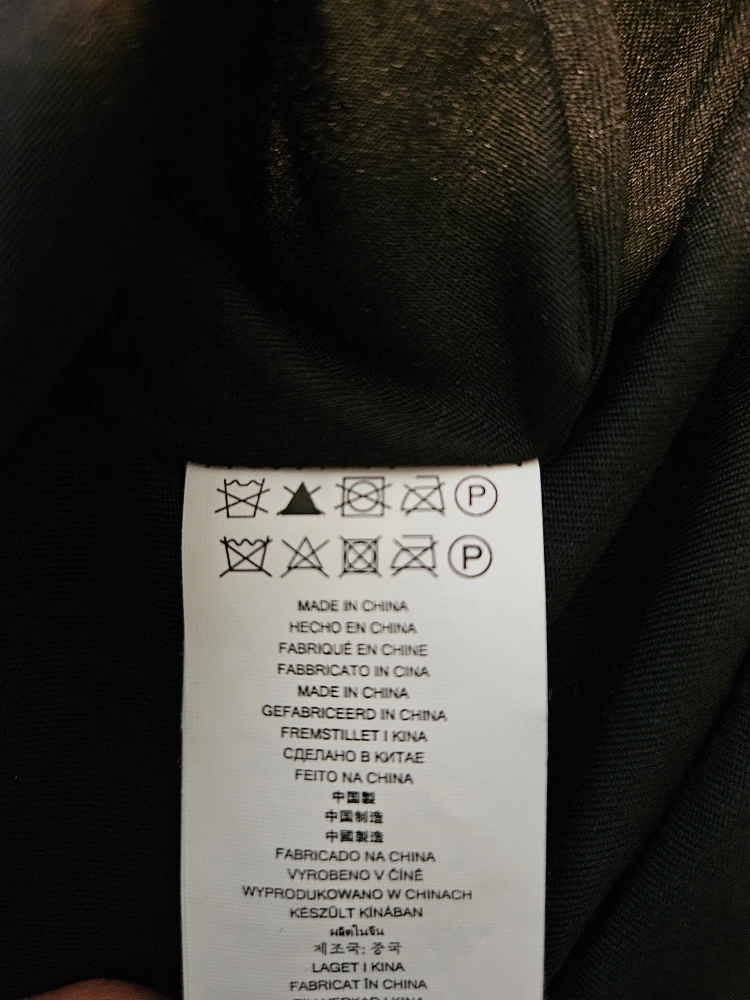 P
P
MADE IN CHINA
HECHO EN CHINA
FABRIQUÉ EN CHINE
FABBRICATO IN CINA
MADE IN CHINA
GEFABRICEERD IN CHINA
FREMSTILLET I KINA
СДЕЛАНО В КИТАЕ
FEITO NA CHINA
中国製
中国制造
中國製造
FABRICADO NA CHINA
VYROBENO V ČÍNĚ
WYPRODUKOWANO W CHINACH
KÉSZÜLT KÍNÁBAN
ผลิตในจีน
제조국: 중국
LAGET I KINA
FABRICAT ÎN CHINA